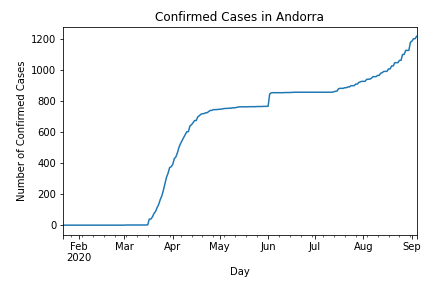 Confirmed Cases in Andorra
Number of Confirmed Cases
1200
1000
800
600
400
200
0
Feb Mar Apr May Jun Jul Aug Sep
2020
Day